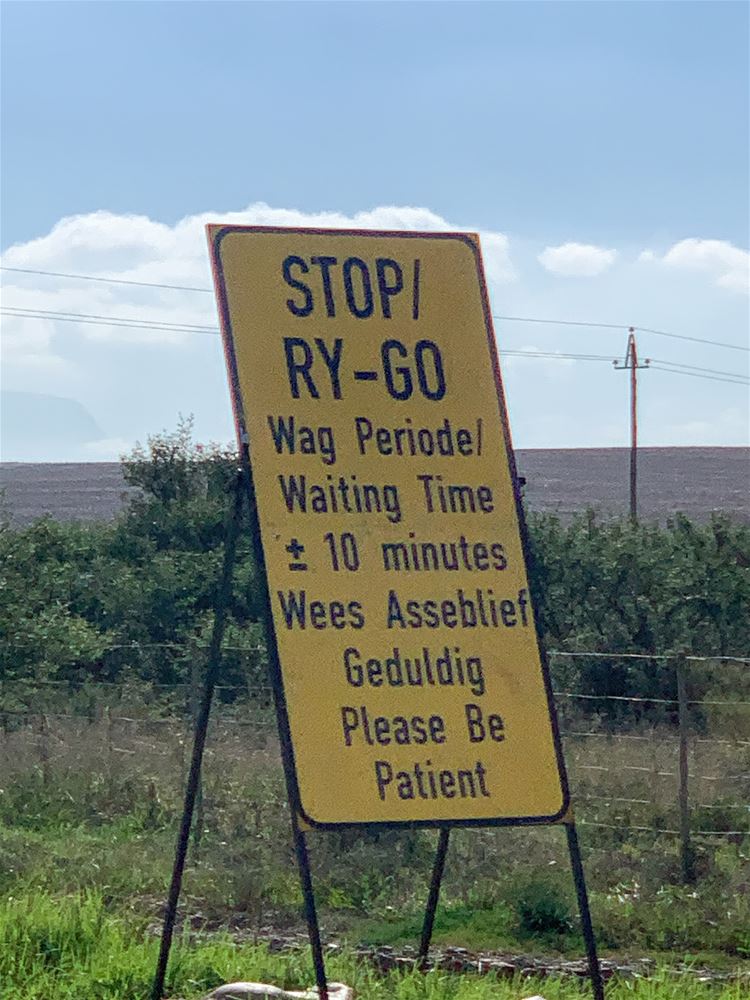 STOP/
RY-GO
Wag Periode/
Waiting Time
± 10 minutes
Wees Asseblief
Geduldig
Please Be
Patient